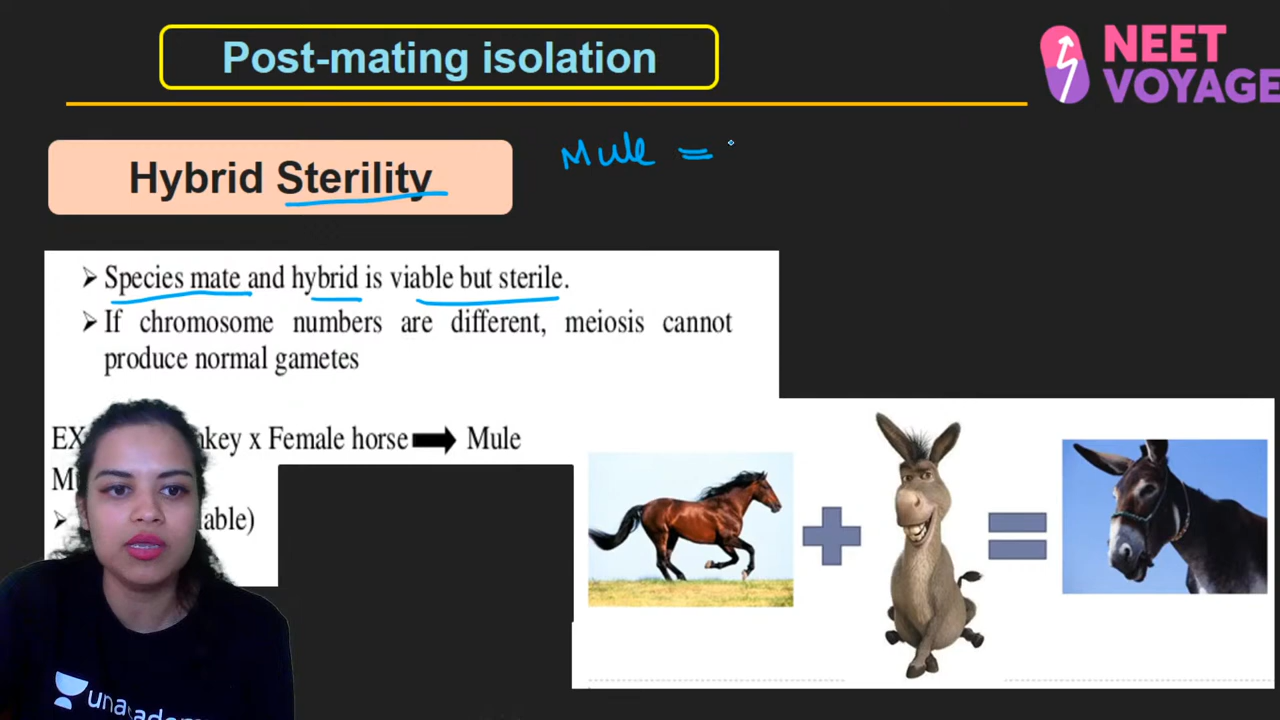 Post-mating isolation
NEET
VOYAGE
Hybrid Sterility
Mule =
➢ Species mate and hybrid is viable but sterile.
➢ If chromosome numbers are different, meiosis cannot
produce normal gametes
EX x Female horse ➡ Mule
M
➢ able)
unacademy